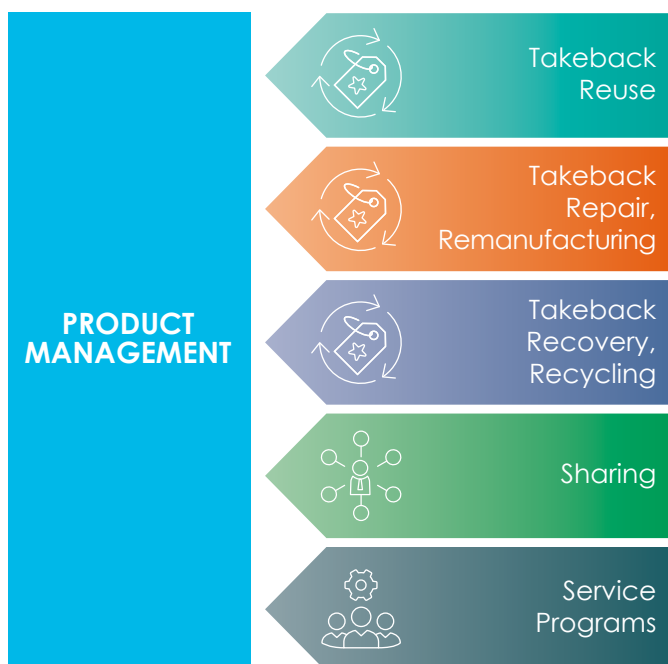 PRODUCT
MANAGEMENT
Takeback
Reuse
Takeback
Repair,
Remanufacturing
Takeback
Recovery,
Recycling
Sharing
Service
Programs